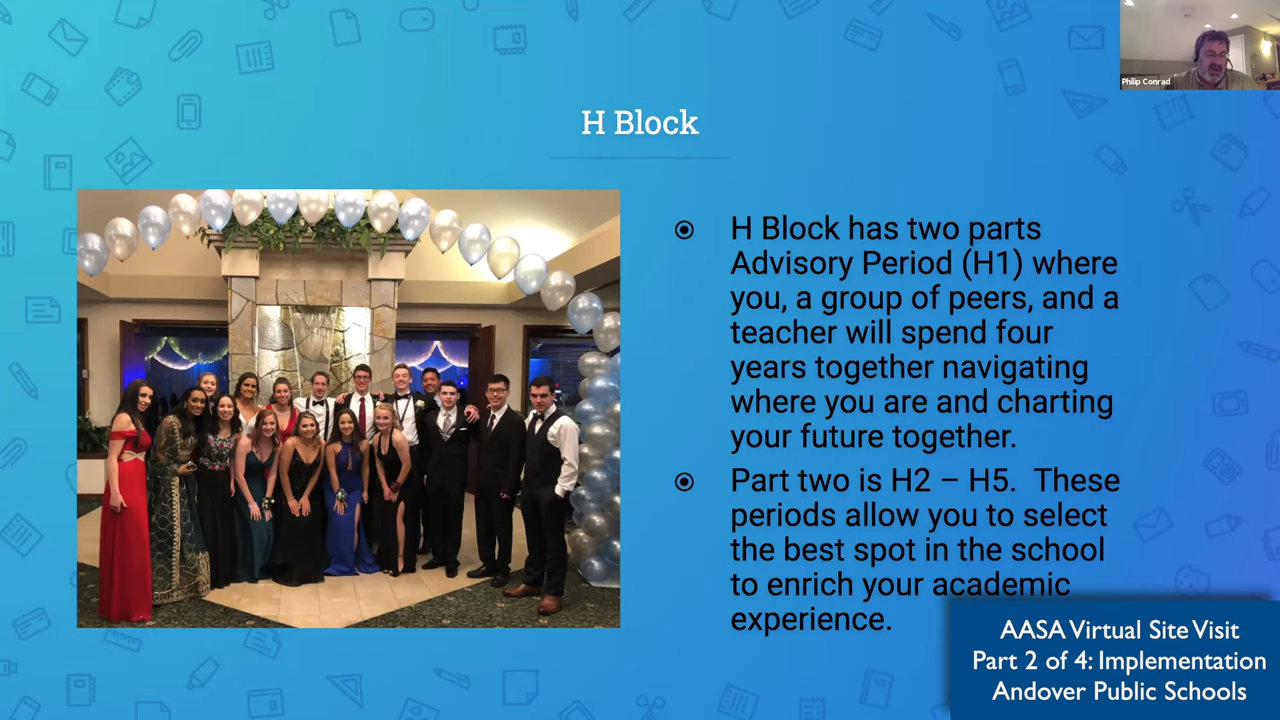 Philip Conrad
H Block
H Block has two parts
Advisory Period (H1) where
you, a group of peers, and a
teacher will spend four
years together navigating
where you are and charting
your future together.
Part two is H2 – H5. These
periods allow you to select
the best spot in the school
to enrich your academic
experience.
AASA Virtual Site Visit
Part 2 of 4: Implementation
Andover Public Schools